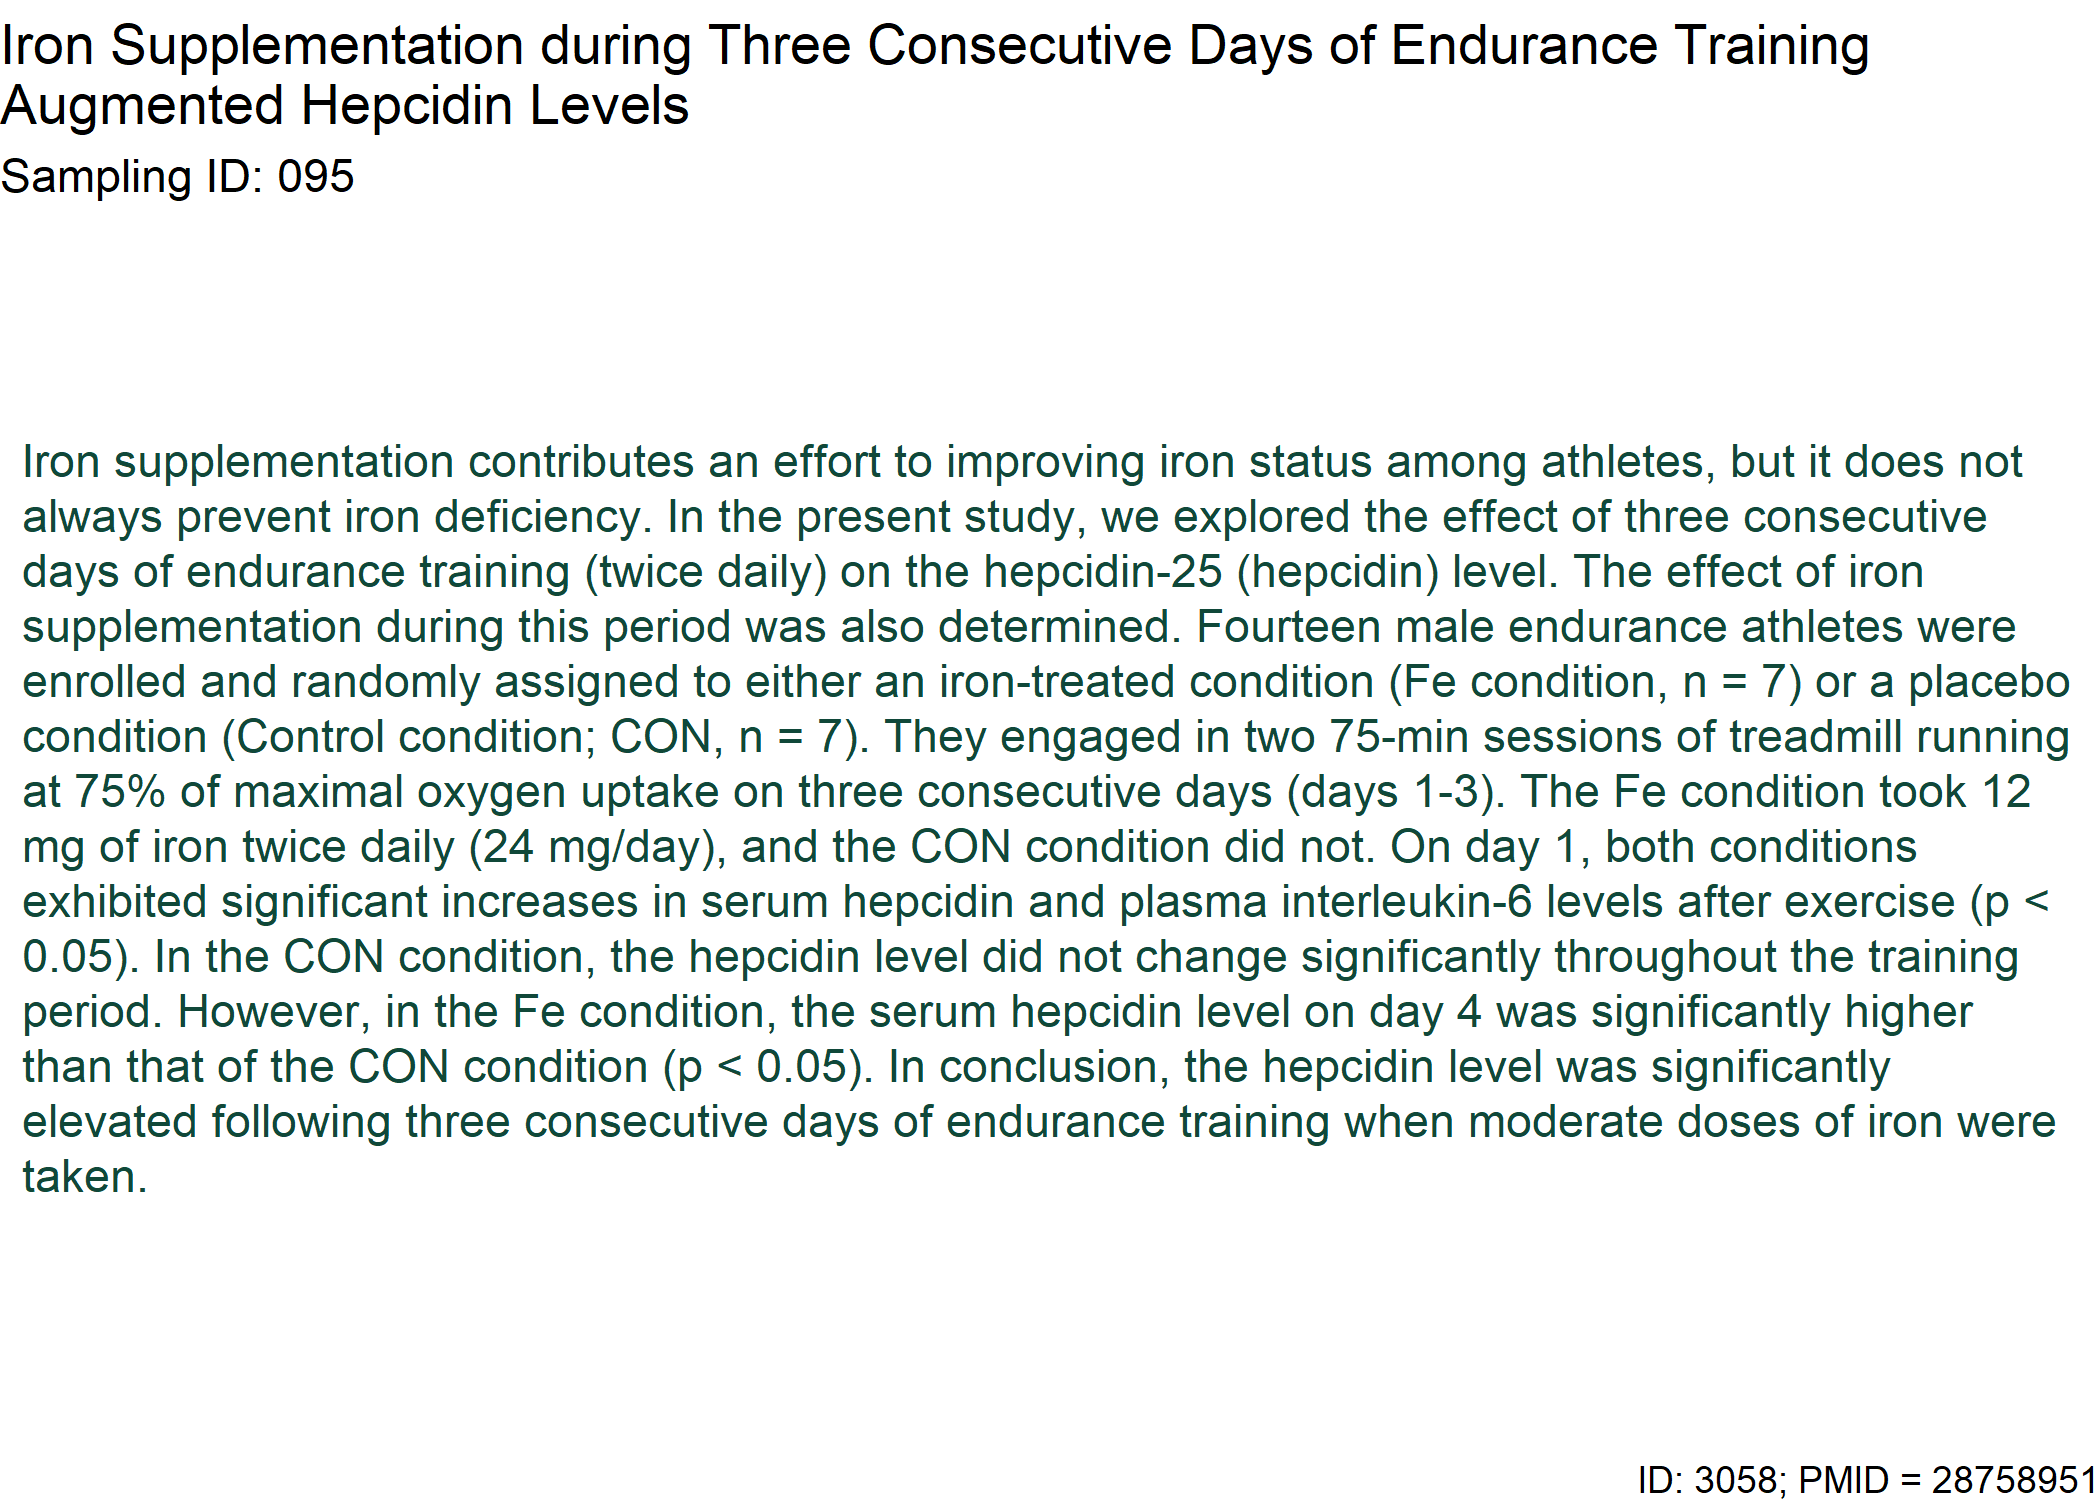 Iron Supplementation during Three Consecutive Days of Endurance Training
Augmented Hepcidin Levels
Sampling ID: 095
Iron supplementation contributes an effort to improving iron status among athletes, but it does not
always prevent iron deficiency. In the present study, we explored the effect of three consecutive
days of endurance training (twice daily) on the hepcidin-25 (hepcidin) level. The effect of iron
supplementation during this period was also determined. Fourteen male endurance athletes were
enrolled and randomly assigned to either an iron-treated condition (Fe condition, n = 7) or a placebo
condition (Control condition; CON, n = 7). They engaged in two 75-min sessions of treadmill running
at 75% of maximal oxygen uptake on three consecutive days (days 1-3). The Fe condition took 12
mg of iron twice daily (24 mg/day), and the CON condition did not. On day 1, both conditions
exhibited significant increases in serum hepcidin and plasma interleukin-6 levels after exercise (p <
0.05). In the CON condition, the hepcidin level did not change significantly throughout the training
period. However, in the Fe condition, the serum hepcidin level on day 4 was significantly higher
than that of the CON condition (p < 0.05). In conclusion, the hepcidin level was significantly
elevated following three consecutive days of endurance training when moderate doses of iron were
taken.
ID: 3058; PMID = 28758951